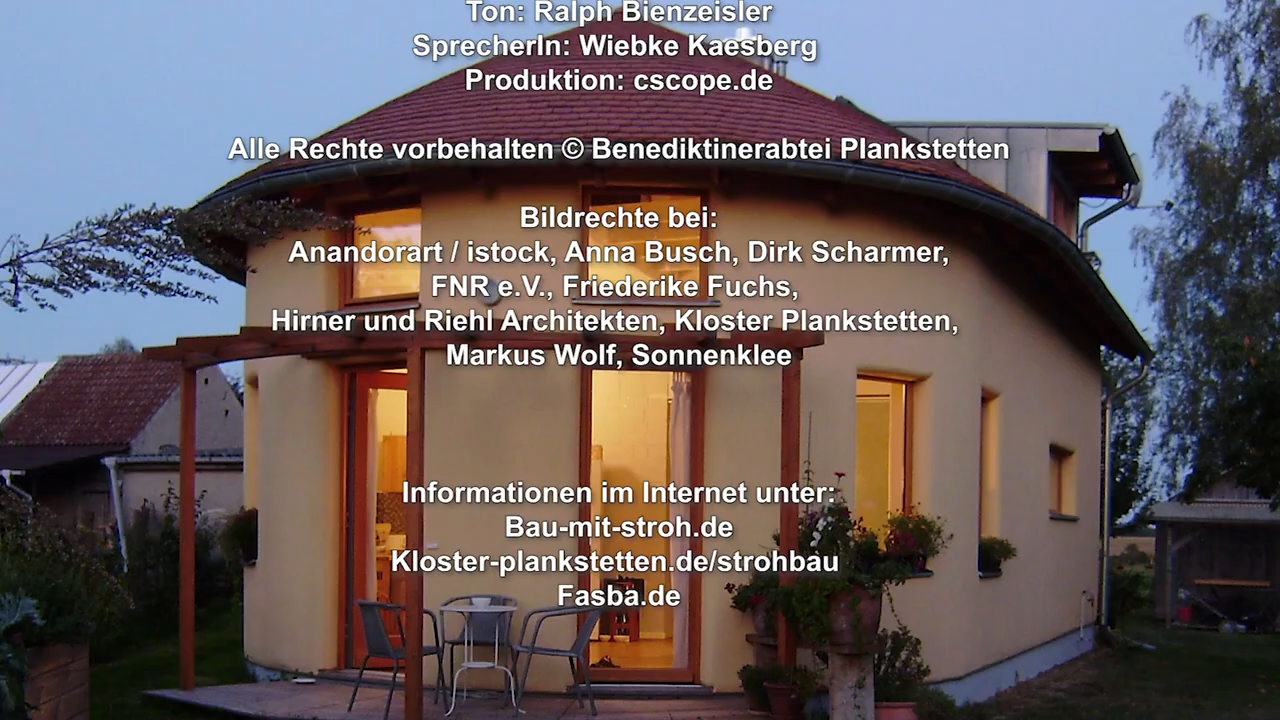 Ton: Ralph Bienzeisler
SprecherIn: Wiebke Kaesberg
Produktion: cscope.de
Alle Rechte vorbehalten © Benediktinerabtei Plankstetten
Bildrechte bei:
Anandorart / istock, Anna Busch, Dirk Scharmer,
FNR e.V., Friederike Fuchs,
Hirner und Riehl Architekten, Kloster Plankstetten,
Markus Wolf, Sonnenklee
Informationen im Internet unter:
Bau-mit-stroh.de
Kloster-plankstetten.de/strohbau
Fasba.de